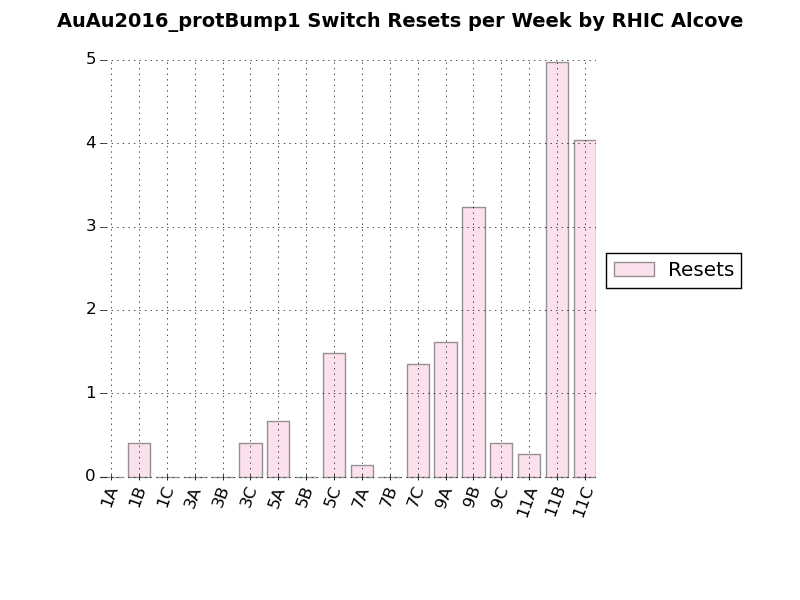 AuAu2016_protBump1 Switch Resets per Week by RHIC Alcove
5
4
3
2
1
0
1A 1B 1C 3A 3B 3C 5A 5B 5C 7A 7B 7C 9A 9B 9C 11A 11B 11C
Resets